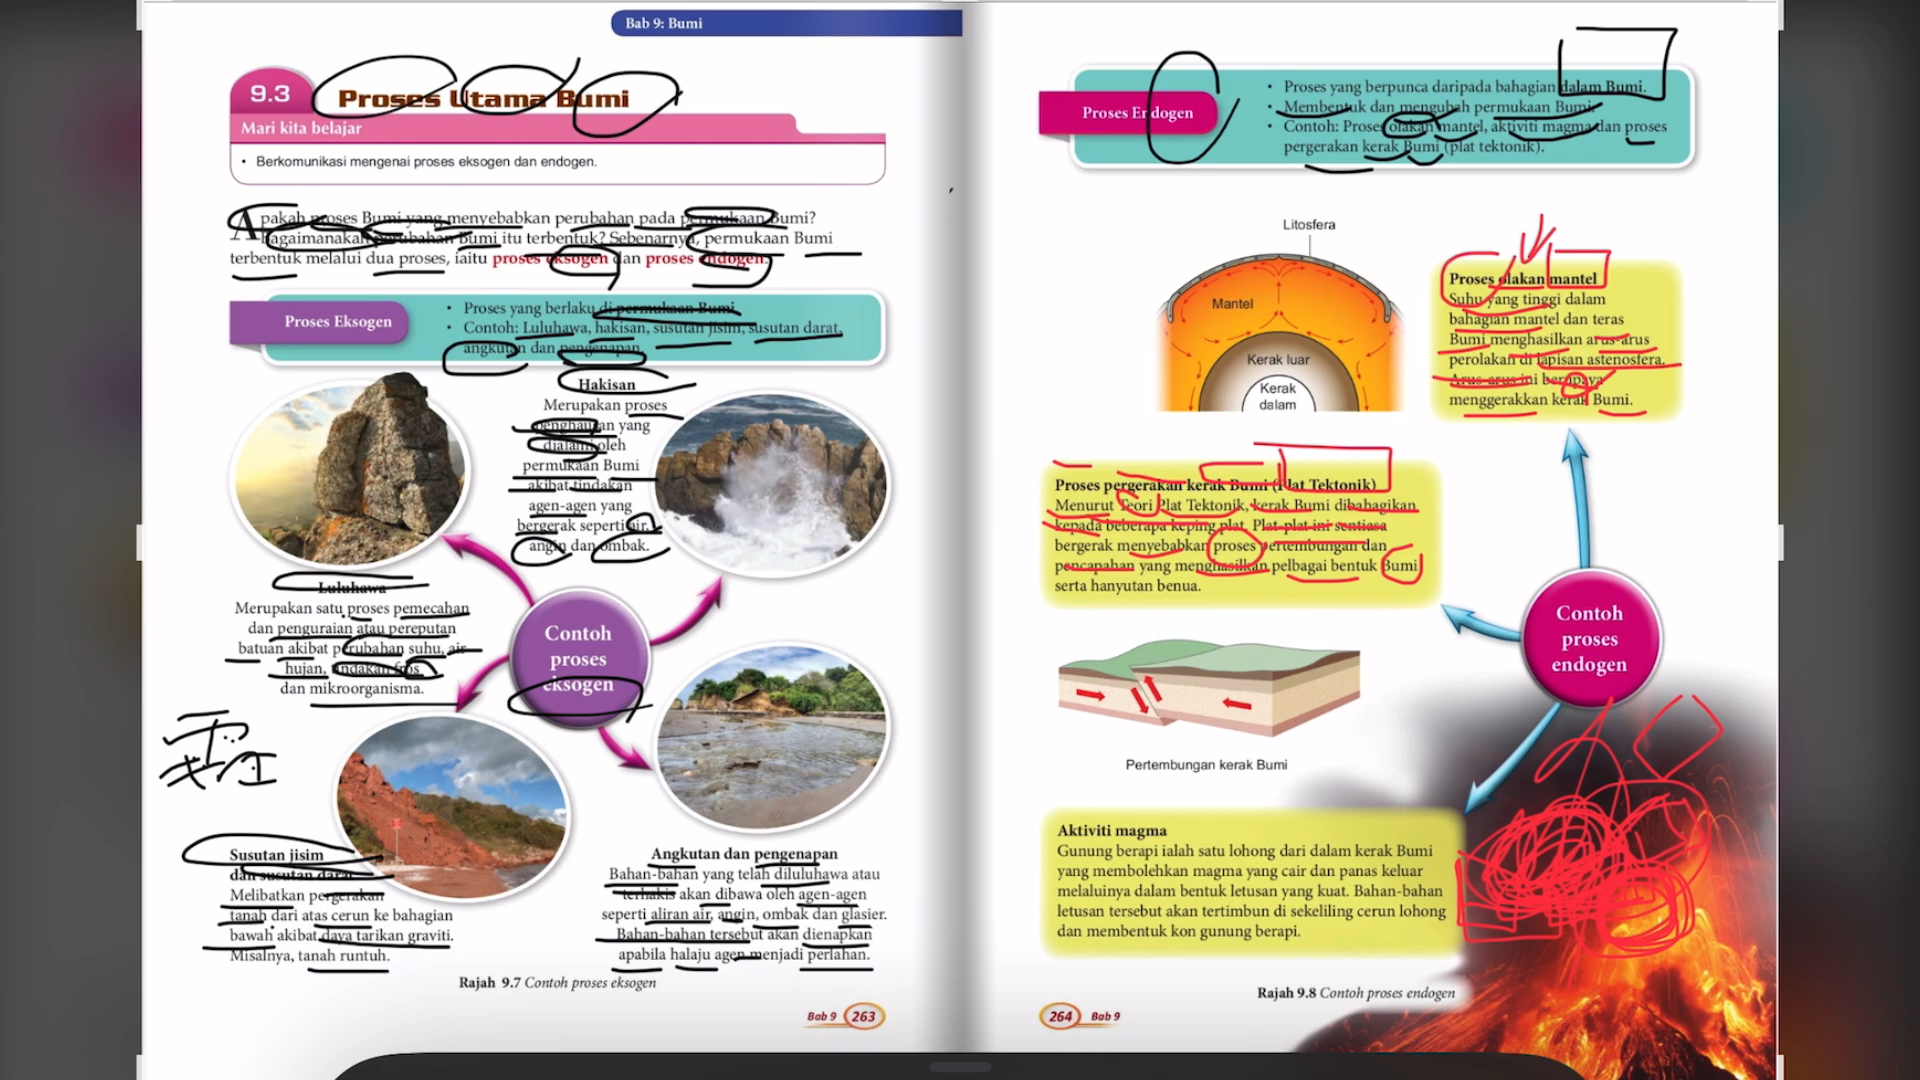 Bab 9: Bumi
9.3
Proses Utama Bumi
Mari kita belajar
• Berkomunikasi mengenai proses eksogen dan endogen.
Apakah proses Bumi yang menyebabkan perubahan pada permukaan Bumi?
Bagaimanakah perubahan Bumi itu terbentuk? Sebenarnya, permukaan Bumi
terbentuk melalui dua proses, iaitu proses eksogen dan proses endogen.
Proses Eksogen
• Proses yang berlaku di permukaan Bumi.
• Contoh: Luluhawa, hakisan, susutan jisim, susutan darat,
angkutan dan pengenapan.
Hakisan
Merupakan proses
penghausan yang
dialami oleh
permukaan Bumi
akibat tindakan
agen-agen yang
bergerak seperti air,
angin dan ombak.
Luluhawa
Merupakan satu proses pemecahan
dan penguraian atau pereputan
batuan akibat perubahan suhu, air
hujan, tindakan fros
dan mikroorganisma.
Contoh
proses
eksogen
Susutan jisim
dan susutan darat
Melibatkan pergerakan
tanah dari atas cerun ke bahagian
bawah akibat daya tarikan graviti.
Misalnya, tanah runtuh.
Angkutan dan pengenapan
Bahan-bahan yang telah diluluhawa atau
terhakis akan dibawa oleh agen-agen
seperti aliran air, angin, ombak dan glasier.
Bahan-bahan tersebut akan dienapkan
apabila halaju agen menjadi perlahan.
Rajah 9.7 Contoh proses eksogen
Bab 9 263
Proses Endogen
• Proses yang berpunca daripada bahagian dalam Bumi.
• Membentuk dan mengubah permukaan Bumi.
• Contoh: Proses olakan mantel, aktiviti magma dan proses
pergerakan kerak Bumi (plat tektonik).
Litosfera
Mantel
Kerak luar
Kerak
dalam
Proses olakan mantel
Suhu yang tinggi dalam
bahagian mantel dan teras
Bumi menghasilkan arus-arus
perolakan di lapisan astenosfera.
Arus-arus ini berupaya
menggerakkan kerak Bumi.
Proses pergerakan kerak Bumi (Plat Tektonik)
Menurut Teori Plat Tektonik, kerak Bumi dibahagikan
kepada beberapa keping plat. Plat-plat ini sentiasa
bergerak menyebabkan proses pertembungan dan
pencapahan yang menghasilkan pelbagai bentuk Bumi
serta hanyutan benua.
Contoh
proses
endogen
Pertembungan kerak Bumi
Aktiviti magma
Gunung berapi ialah satu lohong dari dalam kerak Bumi
yang membolehkan magma yang cair dan panas keluar
melaluinya dalam bentuk letusan yang kuat. Bahan-bahan
letusan tersebut akan tertimbun di sekeliling cerun lohong
dan membentuk kon gunung berapi.
Rajah 9.8 Contoh proses endogen
264 Bab 9